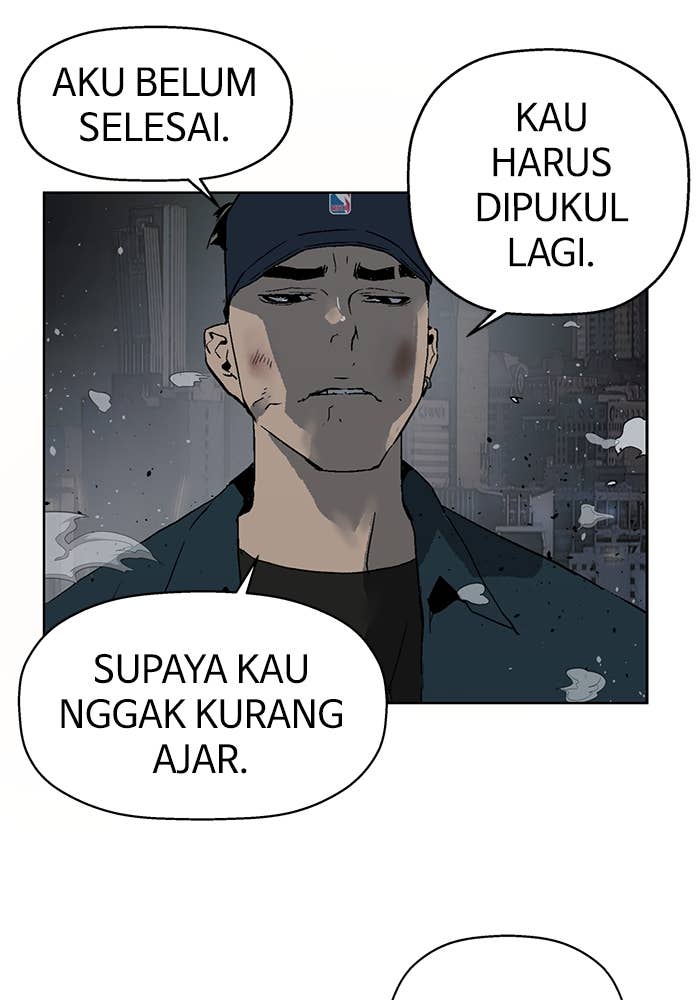 AKU BELUM
SELESAI.
KAU
HARUS
DIPUKUL
LAGI.
SUPAYA KAU
NGGAK KURANG
AJAR.